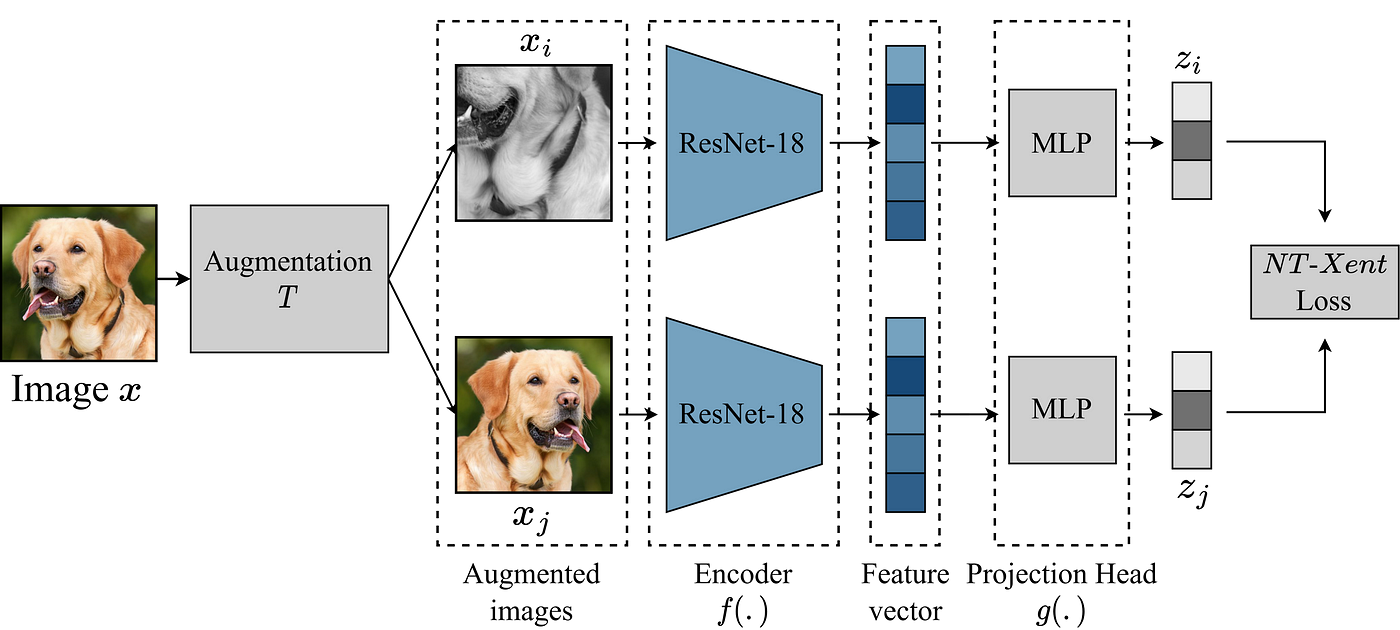 Image x
Augmentation
T
x_i
x_j
Augmented
images
ResNet-18
ResNet-18
Encoder
f(.)
Feature
vector
MLP
MLP
Projection Head
g(.)
z_i
z_j
NT-Xent
Loss